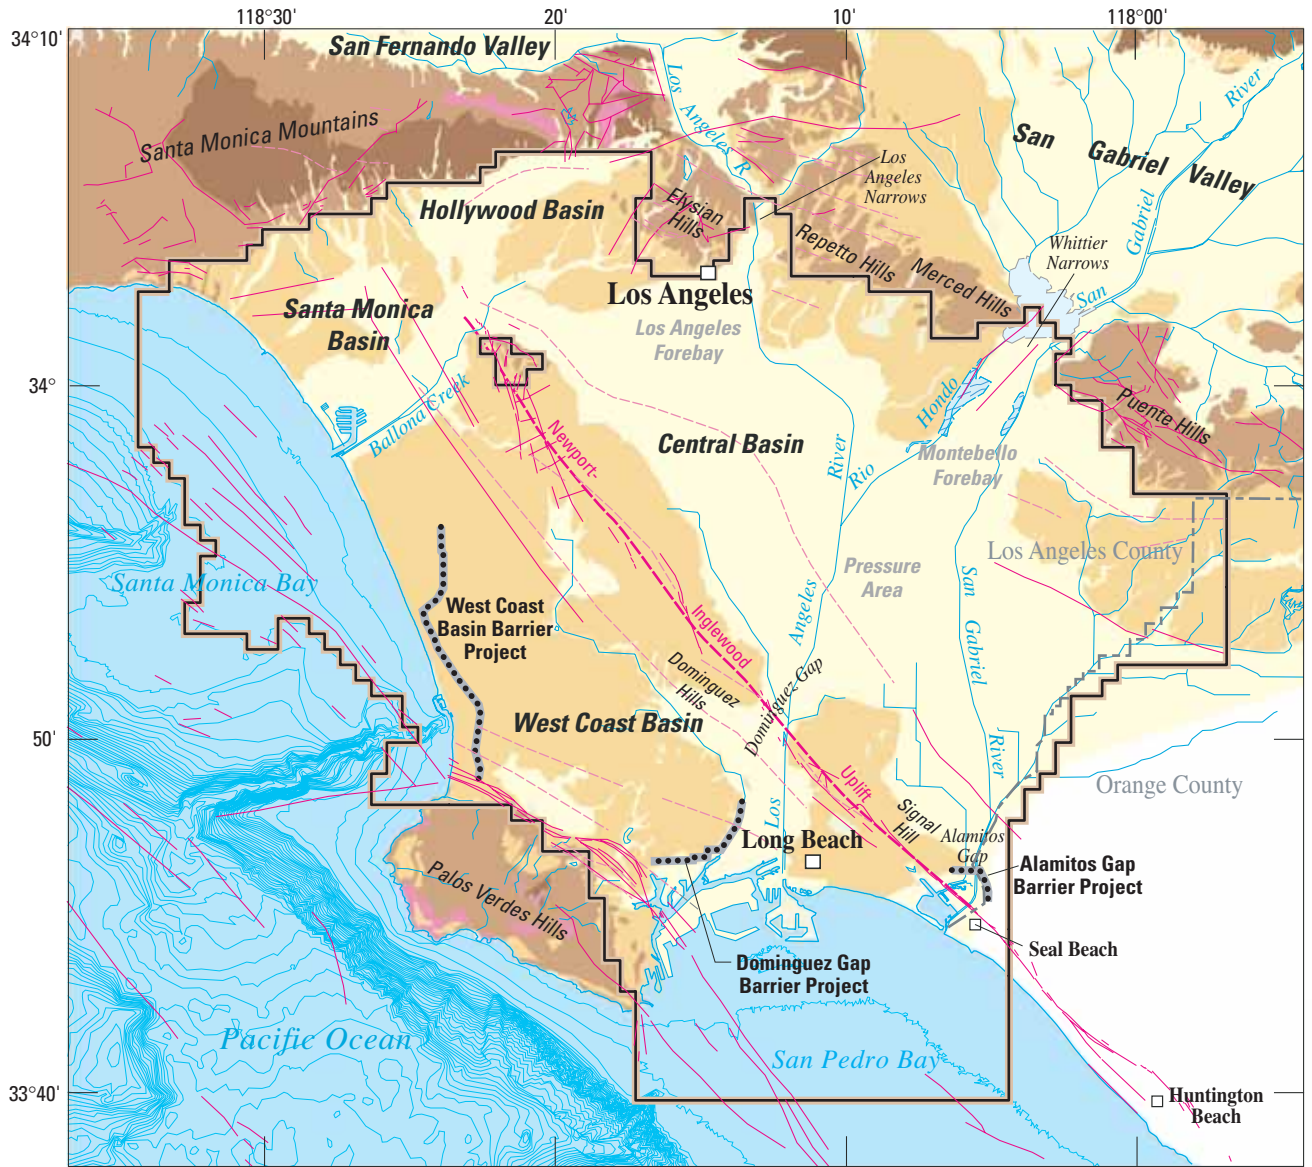 118°30'
20'
10'
118°00'
34°10'
San Fernando Valley
Los Angeles R
River
Santa Monica Mountains
San Gabriel Valley
Los
Angeles
Narrows
Elysian
Hills
Hollywood Basin
Repetto Hills
Gabriel
Whittier
Narrows
Merced Hills
San
Los Angeles
Santa Monica
Basin
Los Angeles
Forebay
34°
Ballona Creek
Hondo
Puente Hills
Newport-
Central Basin
River
Rio
Montebello
Forebay
Los Angeles County
Santa Monica Bay
Pressure
Area
San
West Coast
Basin Barrier
Project
Angeles
Inglewood
Gabriel
Dominguez
Hills
Dominguez Gap
West Coast Basin
50'
River
Uplift
Orange County
Los
Signal
Hill
Long Beach
Alamitos
Gap
Alamitos Gap
Barrier Project
Palos Verdes Hills
Seal Beach
Dominguez Gap
Barrier Project
Pacific Ocean
San Pedro Bay
33°40'
Huntington
Beach